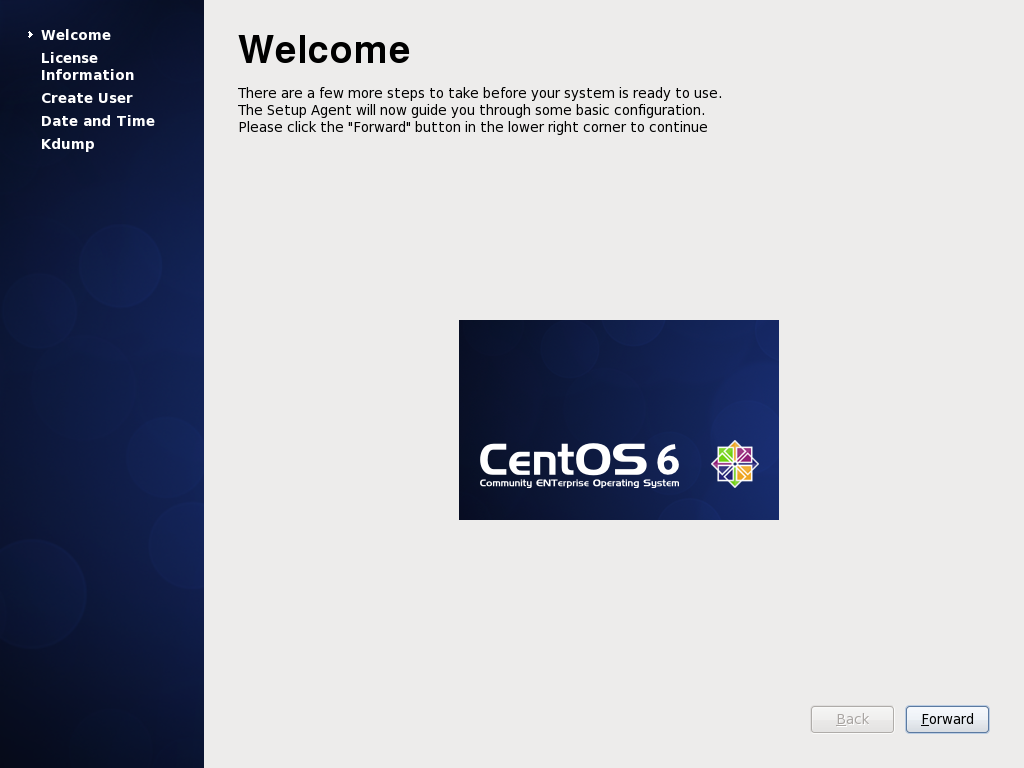 Welcome
License
Information
Create User
Date and Time
Kdump
Welcome
There are a few more steps to take before your system is ready to use.
The Setup Agent will now guide you through some basic configuration.
Please click the "Forward" button in the lower right corner to continue
CentOS 6
Community ENTerprise Operating System
Back
Forward